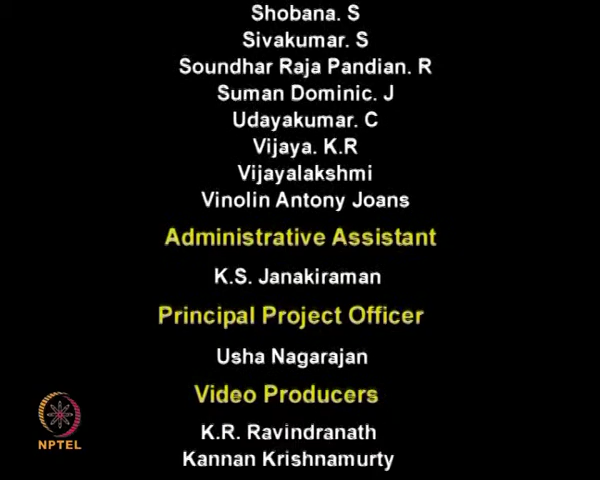 Shobana. S
Sivakumar. S
Soundhar Raja Pandian. R
Suman Dominic. J
Udayakumar. C
Vijaya. K.R
Vijayalakshmi
Vinolin Antony Joans
Administrative Assistant
K.S. Janakiraman
Principal Project Officer
Usha Nagarajan
Video Producers
K.R. Ravindranath
Kannan Krishnamurty
NPTEL